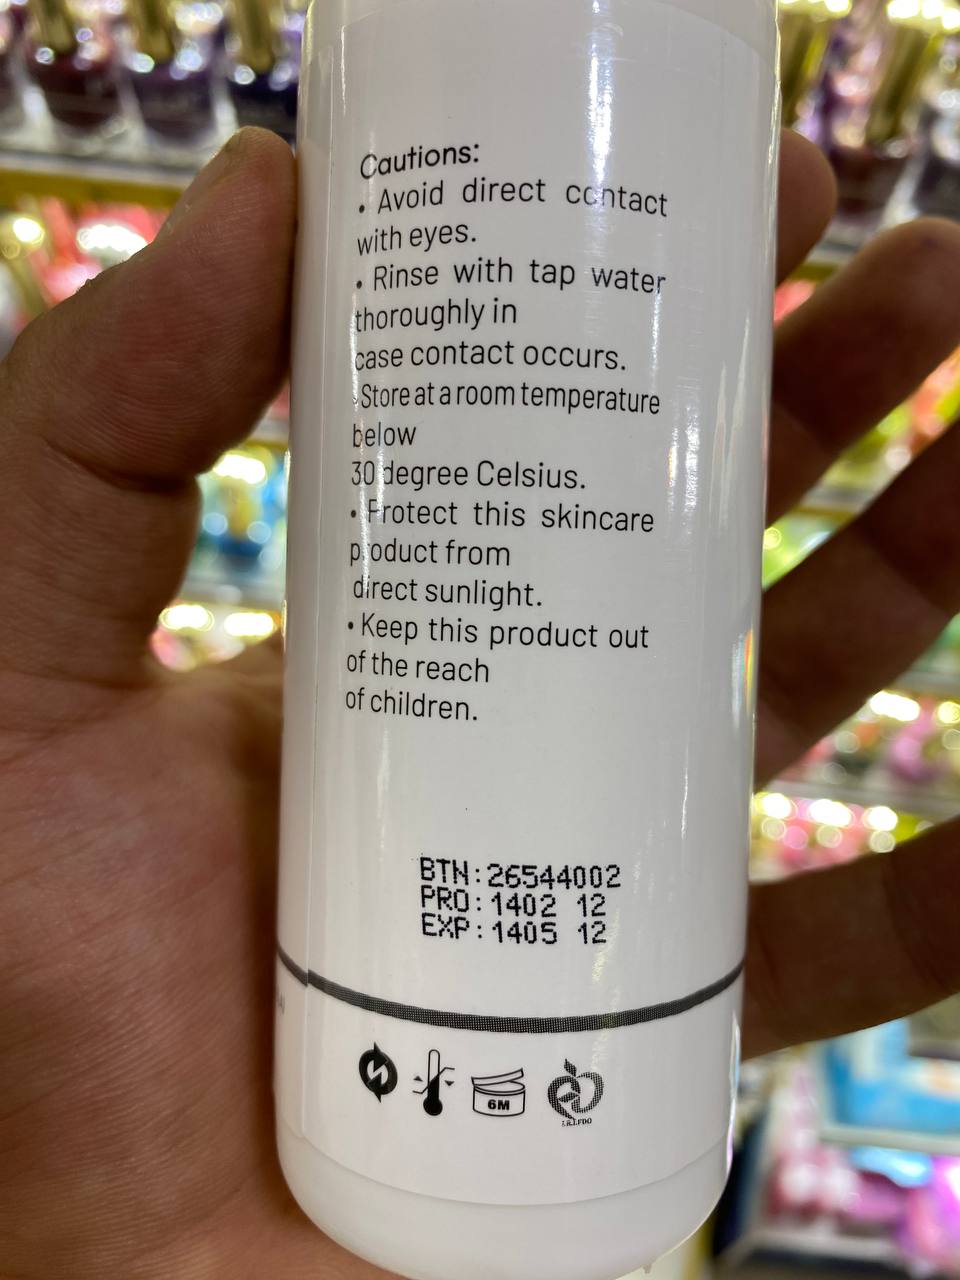 Cautions:
• Avoid direct contact
with eyes.
• Rinse with tap water
thoroughly in
case contact occurs.
• Store at a room temperature
below
30 degree Celsius.
• Protect this skincare
product from
direct sunlight.
• Keep this product out
of the reach
of children.
BTN:26544002
PRO:1402 12
EXP:1405 12
6M
I.R.I.FDO